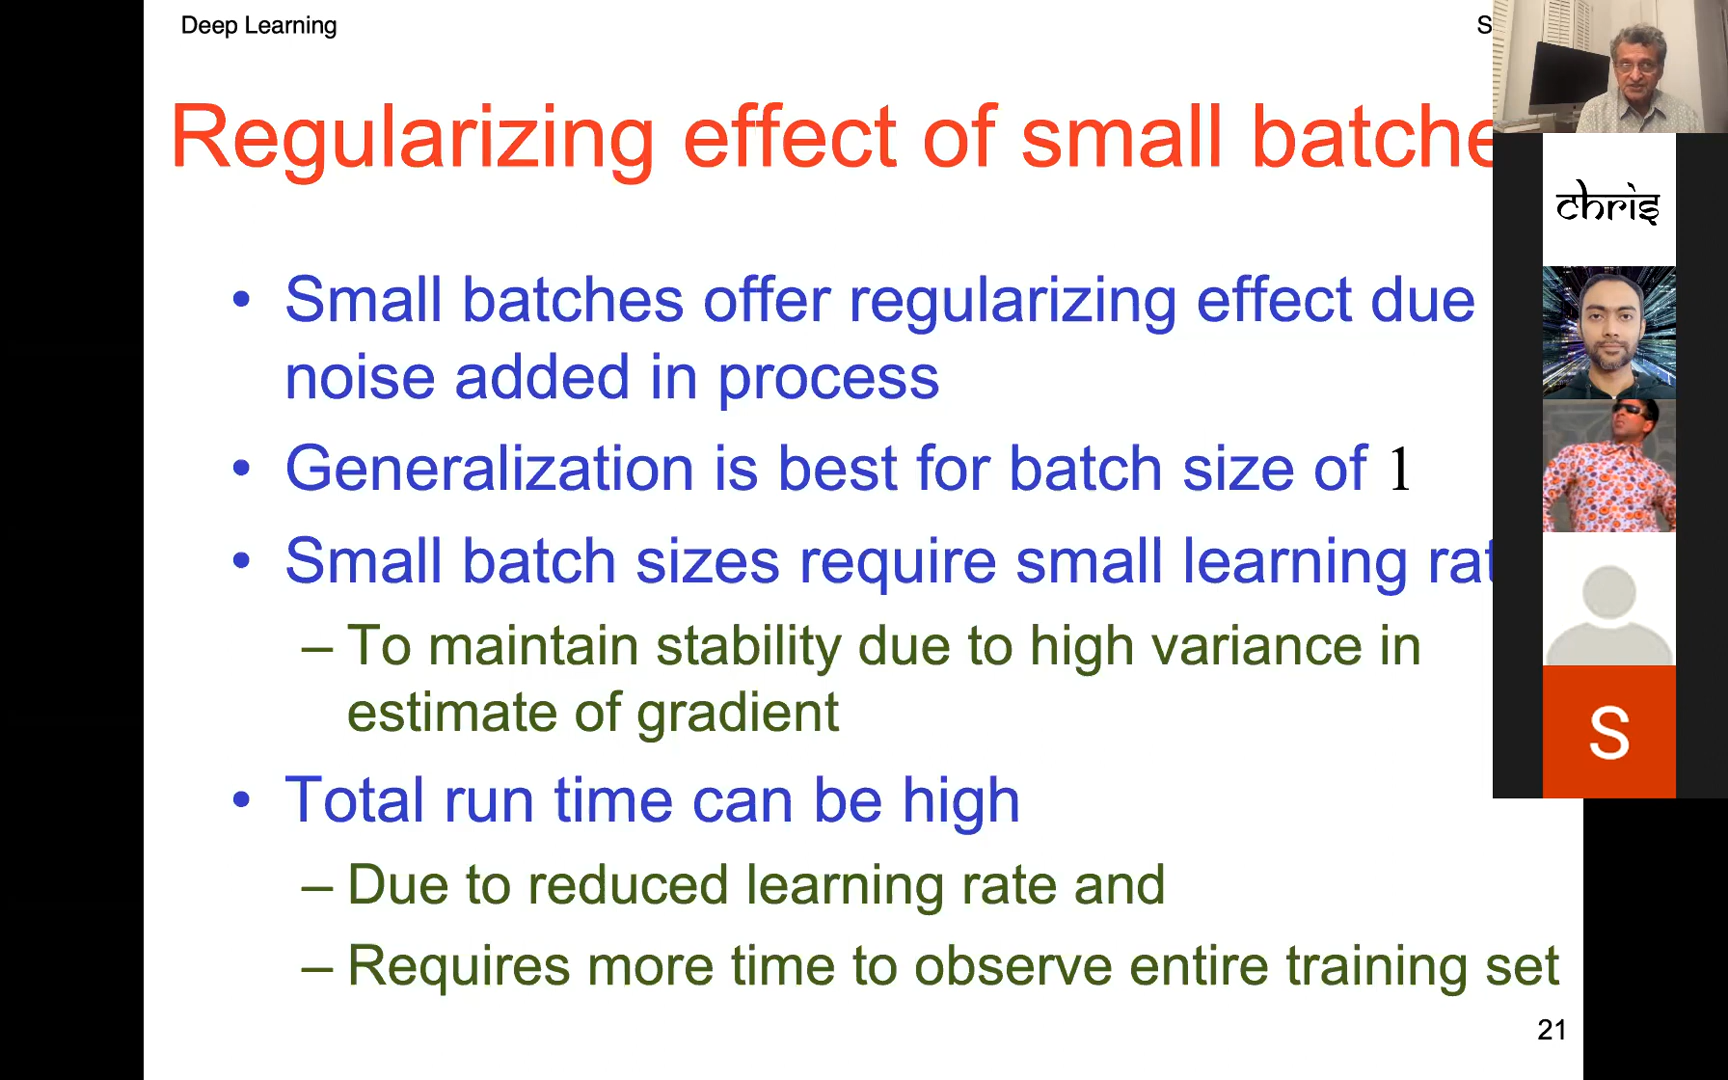 Deep Learning
Regularizing effect of small
• Small batches offer regularizing effect due
noise added in process
• Generalization is best for batch size of 1
• Small batch sizes require small learning
– To maintain stability due to high variance in
estimate of gradient
• Total run time can be high
– Due to reduced learning rate and
– Requires more time to observe entire training set
21
chris
S